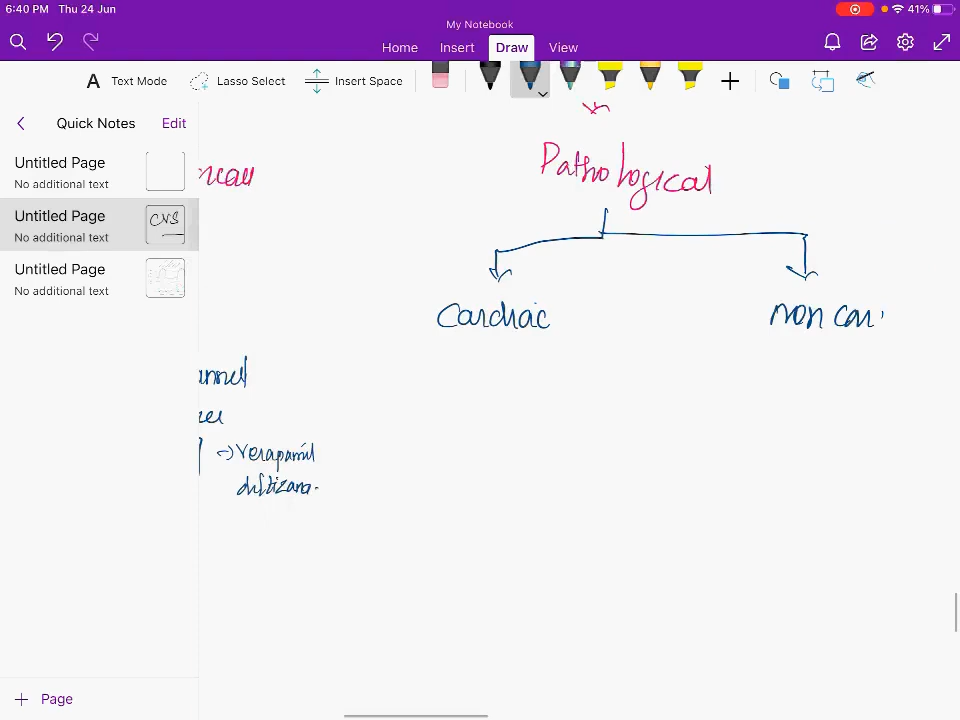 6:40 PM Thu 24 Jun
41%
My Notebook
Home Insert Draw View
Text Mode Lasso Select Insert Space
Quick Notes Edit
Untitled Page
No additional text
Untitled Page
No additional text
CNS
Untitled Page
No additional text
Page
Pathological
Cardiac
non car
annel
Verapamil